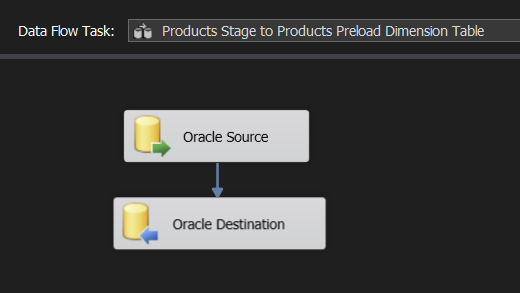 Data Flow Task: Products Stage to Products Preload Dimension Table
Oracle Source
Oracle Destination